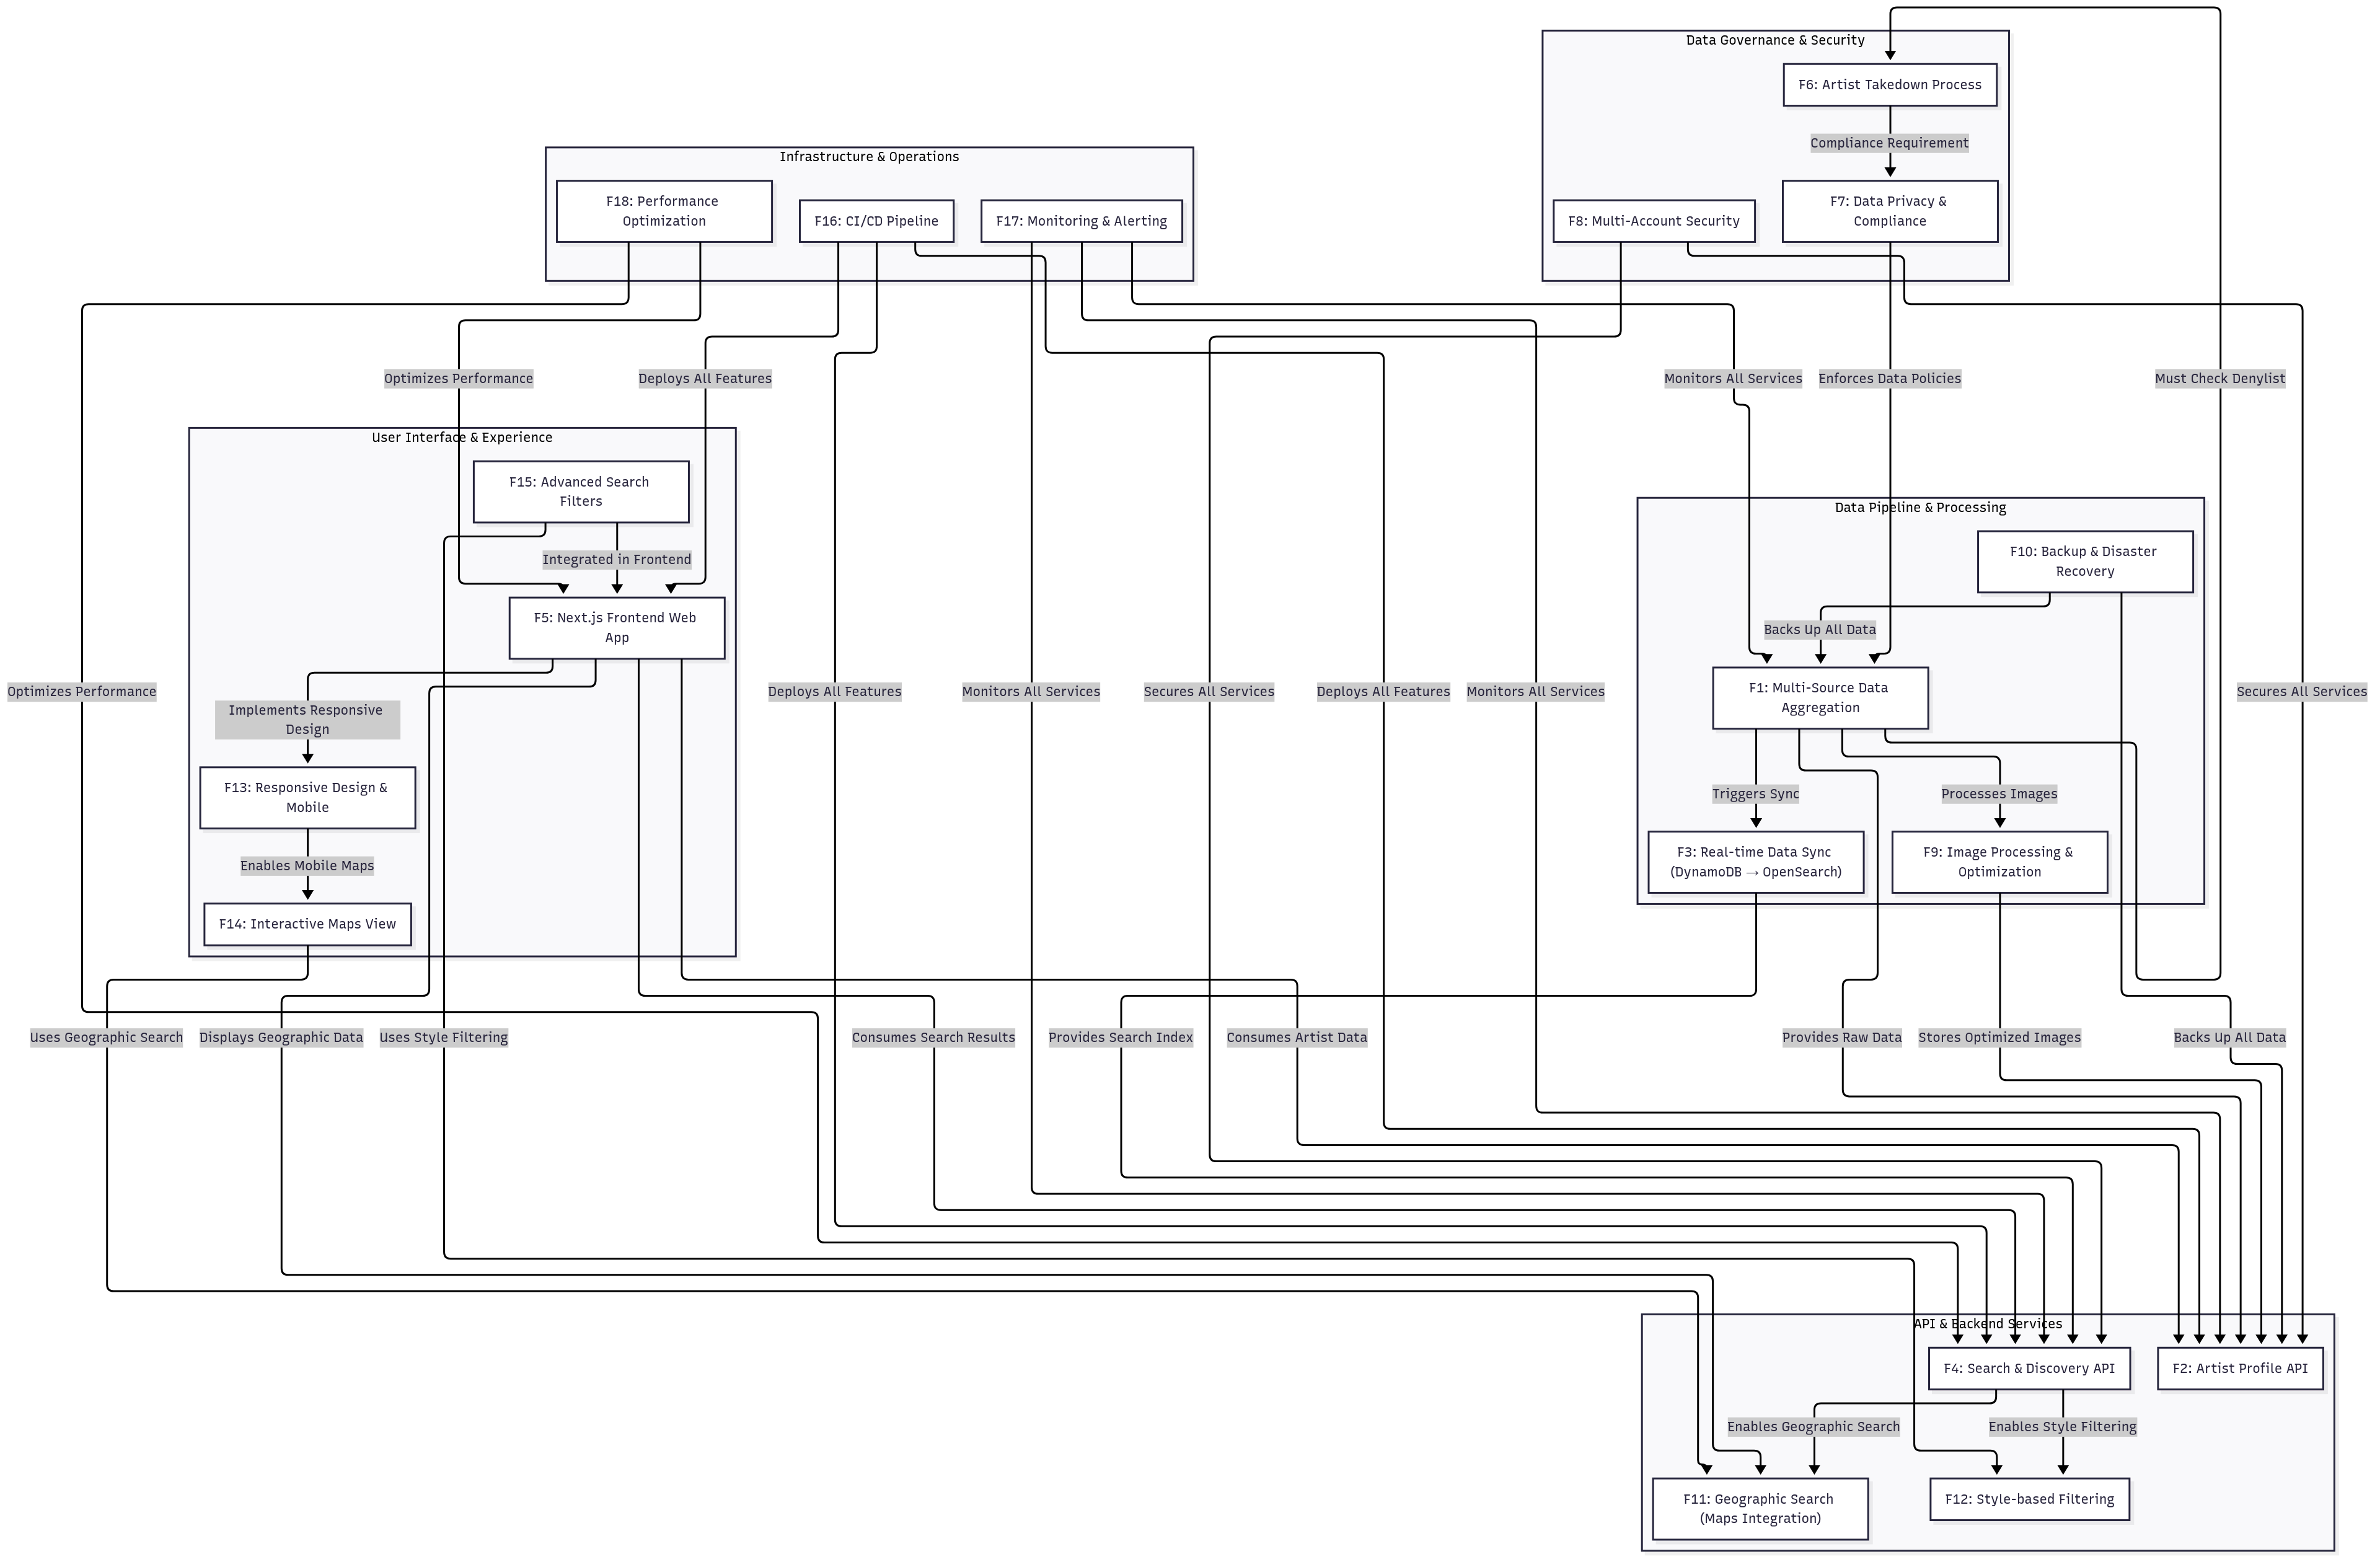 Data Governance & Security
F6: Artist Takedown Process
Compliance Requirement
Infrastructure & Operations
F18: Performance
Optimization
F16: CI/CD Pipeline
F17: Monitoring & Alerting
F8: Multi-Account Security
F7: Data Privacy &
Compliance
Optimizes Performance
Deploys All Features
Monitors All Services
Enforces Data Policies
Must Check Denylist
User Interface & Experience
F15: Advanced Search
Filters
Integrated in Frontend
F5: Next.js Frontend Web
App
Data Pipeline & Processing
F10: Backup & Disaster
Recovery
Backs Up All Data
Optimizes Performance
Implements Responsive
Design
Deploys All Features
Monitors All Services
Secures All Services
Deploys All Features
Monitors All Services
F1: Multi-Source Data
Aggregation
Secures All Services
F13: Responsive Design &
Mobile
Triggers Sync
Processes Images
Enables Mobile Maps
F3: Real-time Data Sync
(DynamoDB → OpenSearch)
F9: Image Processing &
Optimization
F14: Interactive Maps View
Uses Geographic Search
Displays Geographic Data
Uses Style Filtering
Consumes Search Results
Provides Search Index
Consumes Artist Data
Provides Raw Data
Stores Optimized Images
Backs Up All Data
API & Backend Services
F4: Search & Discovery API
F2: Artist Profile API
Enables Geographic Search
Enables Style Filtering
F11: Geographic Search
(Maps Integration)
F12: Style-based Filtering